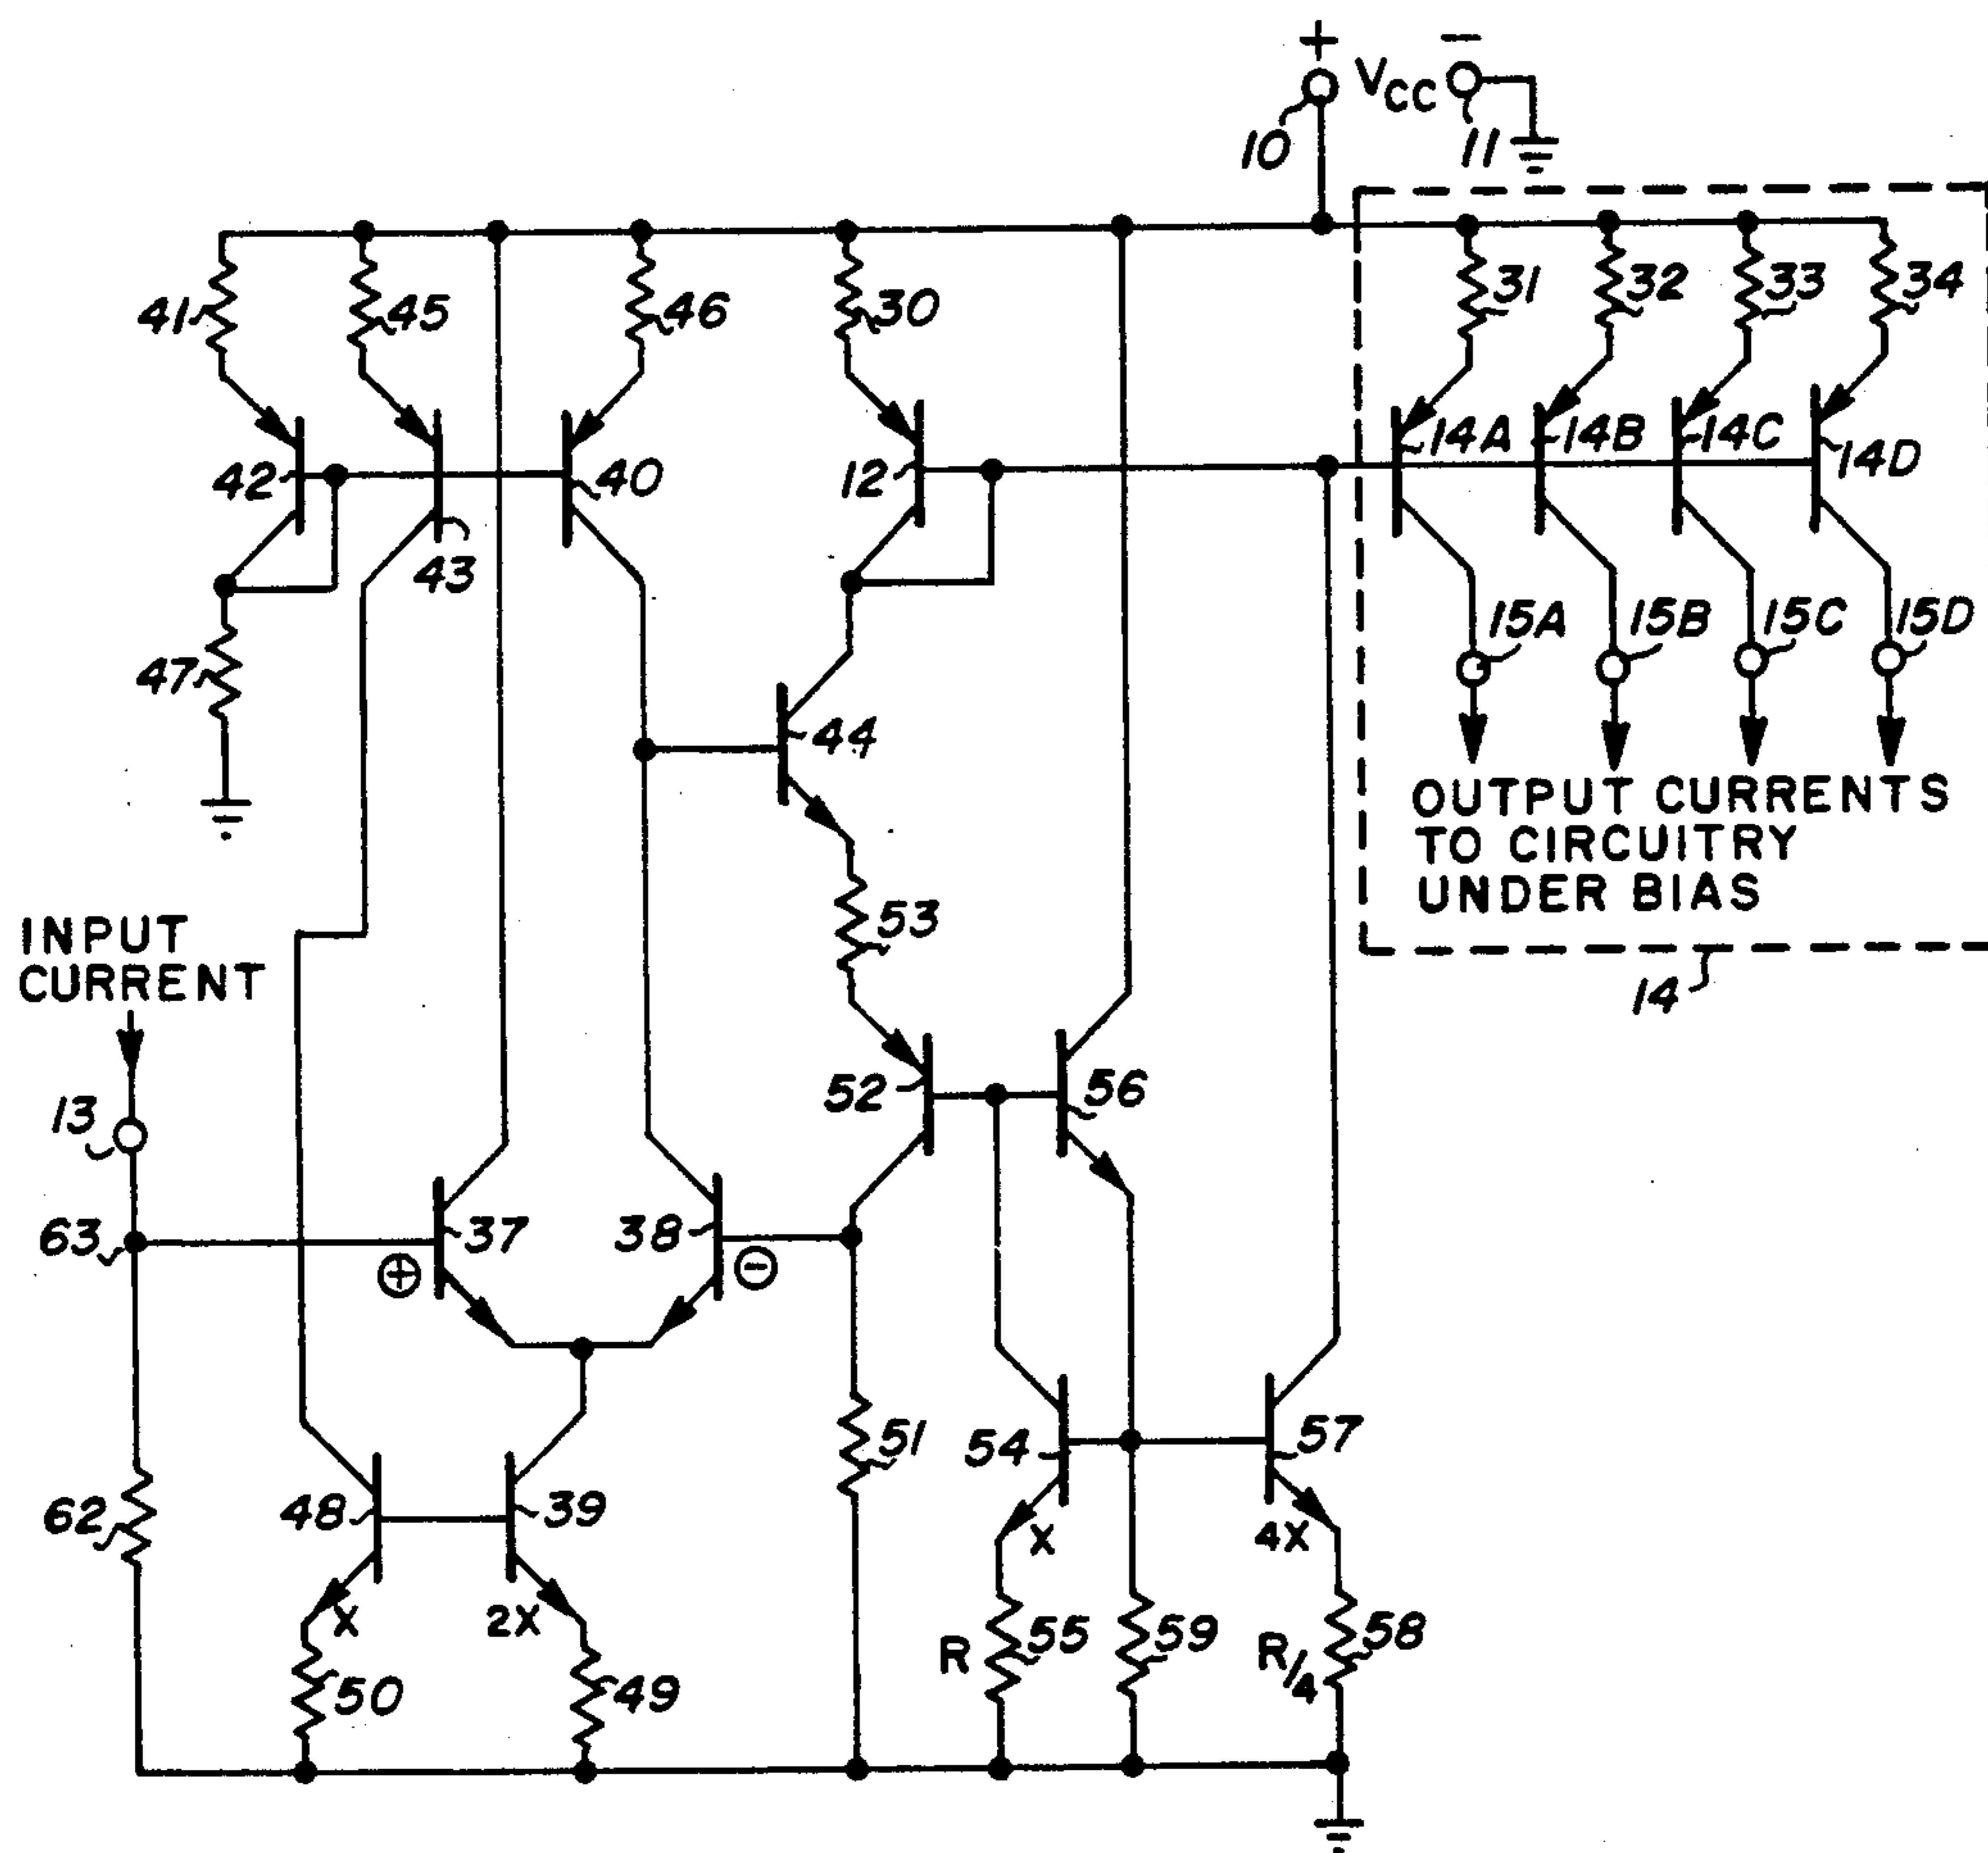 +
VCC
−
10
11
41
45
46
30
31
32
33
34
42
43
40
12
14A
14B
14C
14D
15A
15B
15C
15D
47
44
OUTPUT CURRENTS
TO CIRCUITRY
UNDER BIAS
14
53
INPUT
CURRENT
13
52
56
63
37
38
+
−
51
54
57
62
48
39
X
4X
X
2X
50
49
R
55
59
R/4
58